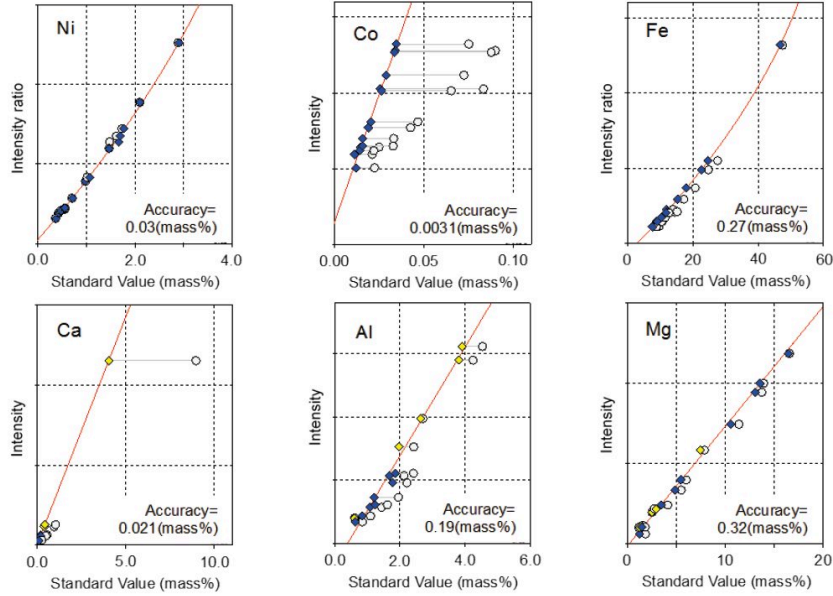 Ni
Intensity ratio
Accuracy=
0.03(mass%)
0.0 1.0 2.0 3.0 4.0
Standard Value (mass%)
Co
Intensity
Accuracy=
0.0031(mass%)
0.00 0.05 0.10
Standard Value (mass%)
Fe
Intensity ratio
Accuracy=
0.27(mass%)
0 20 40 60
Standard Value (mass%)
Ca
Intensity
Accuracy=
0.021(mass%)
0.0 5.0 10.0
Standard Value (mass%)
Al
Intensity
Accuracy=
0.19(mass%)
0.0 2.0 4.0 6.0
Standard Value (mass%)
Mg
Intensity
Accuracy=
0.32(mass%)
0 5 10 15 20
Standard Value (mass%)